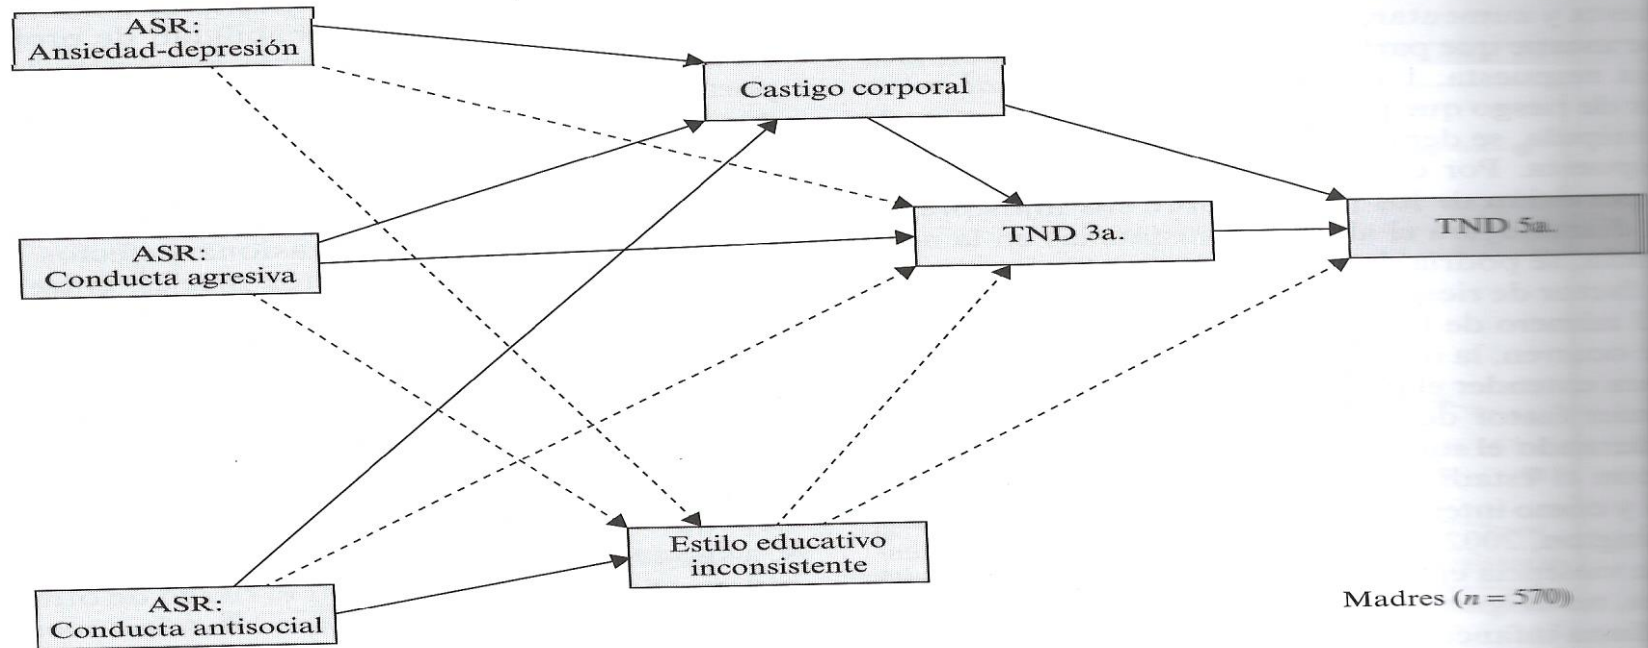 ASR:
Ansiedad-depresión
Castigo corporal
ASR:
Conducta agresiva
TND 3a.
TND 5a.
Estilo educativo
inconsistente
ASR:
Conducta antisocial
Madres (n = 570)